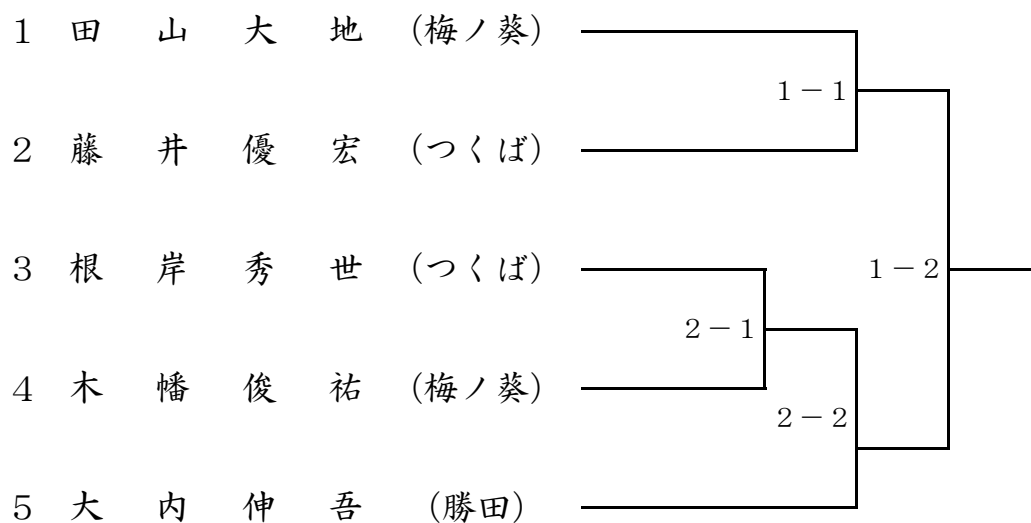 1 田山大地 (梅ノ葵)
1－1
2 藤井優宏 (つくば)
3 根岸秀世 (つくば)
1－2
2－1
4 木幡俊祐 (梅ノ葵)
2－2
5 大内伸吾 (勝田)